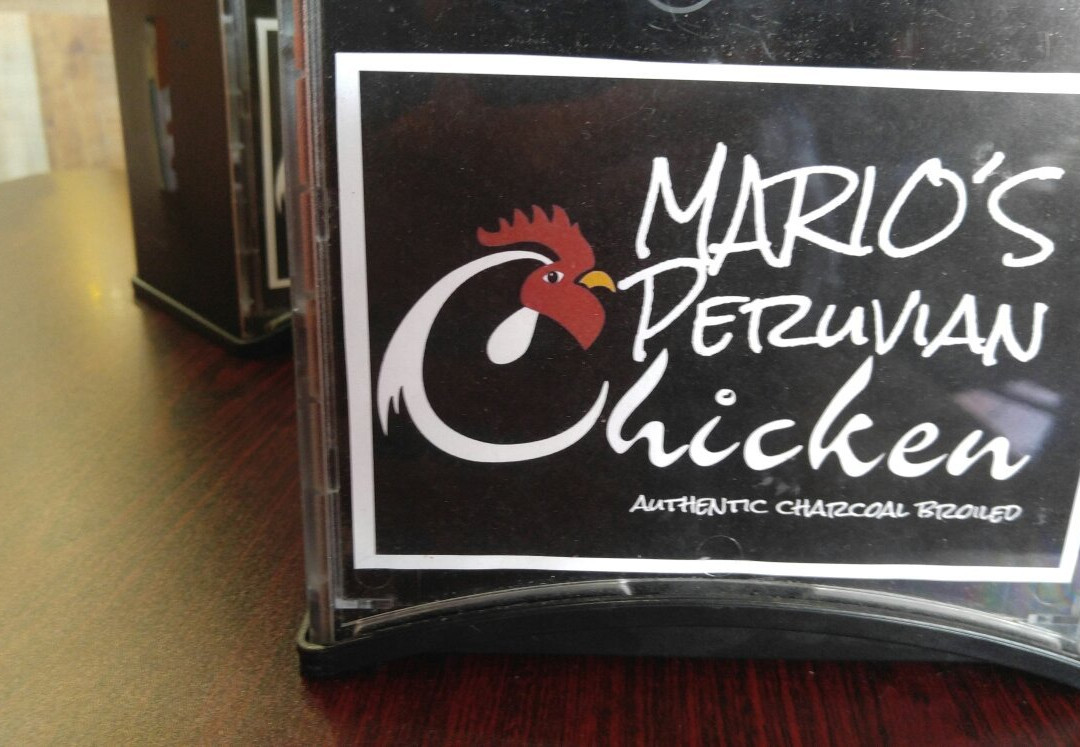 MARIO'S
PERUVIAN
Chicken
AUTHENTIC CHARCOAL BROILED